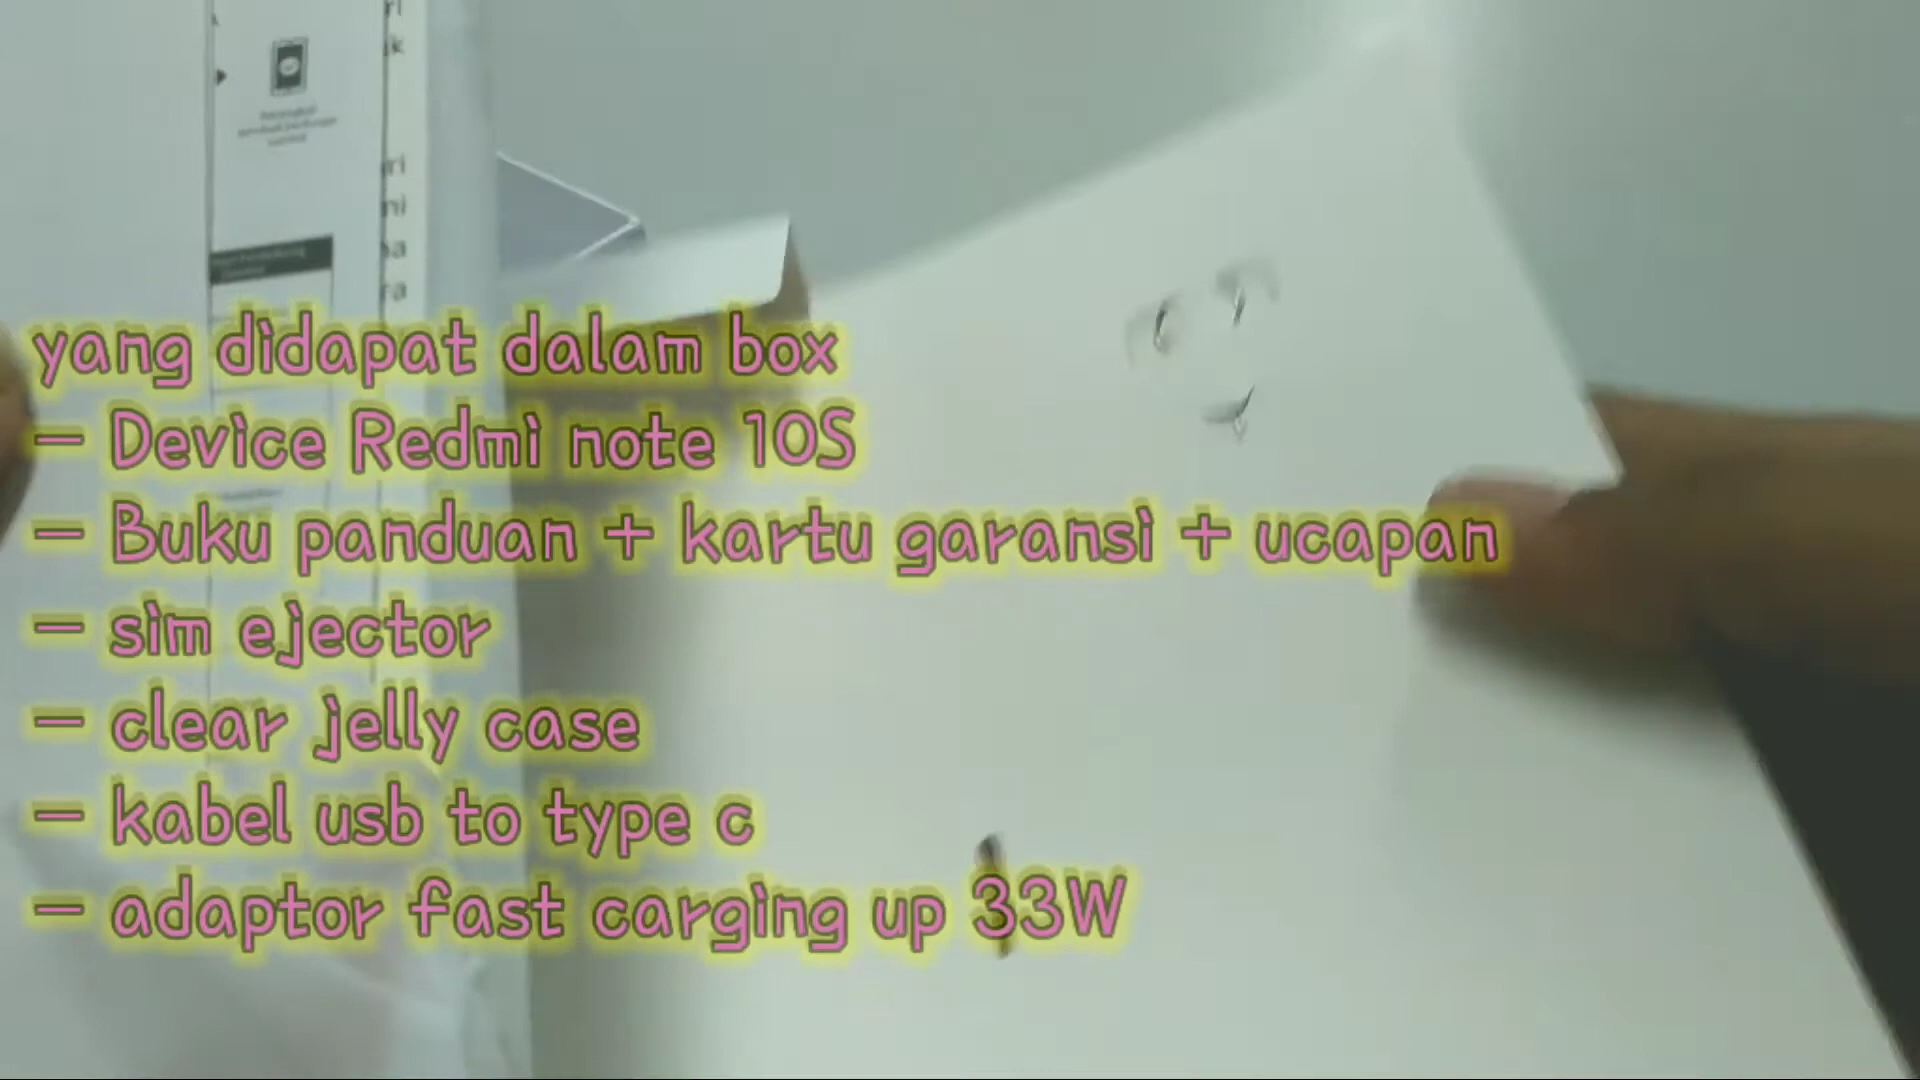 yang didapat dalam box
- Device Redmi note 10S
- Buku panduan + kartu garansi + ucapan
- sim ejector
- clear jelly case
- kabel usb to type c
- adaptor fast carging up 33W